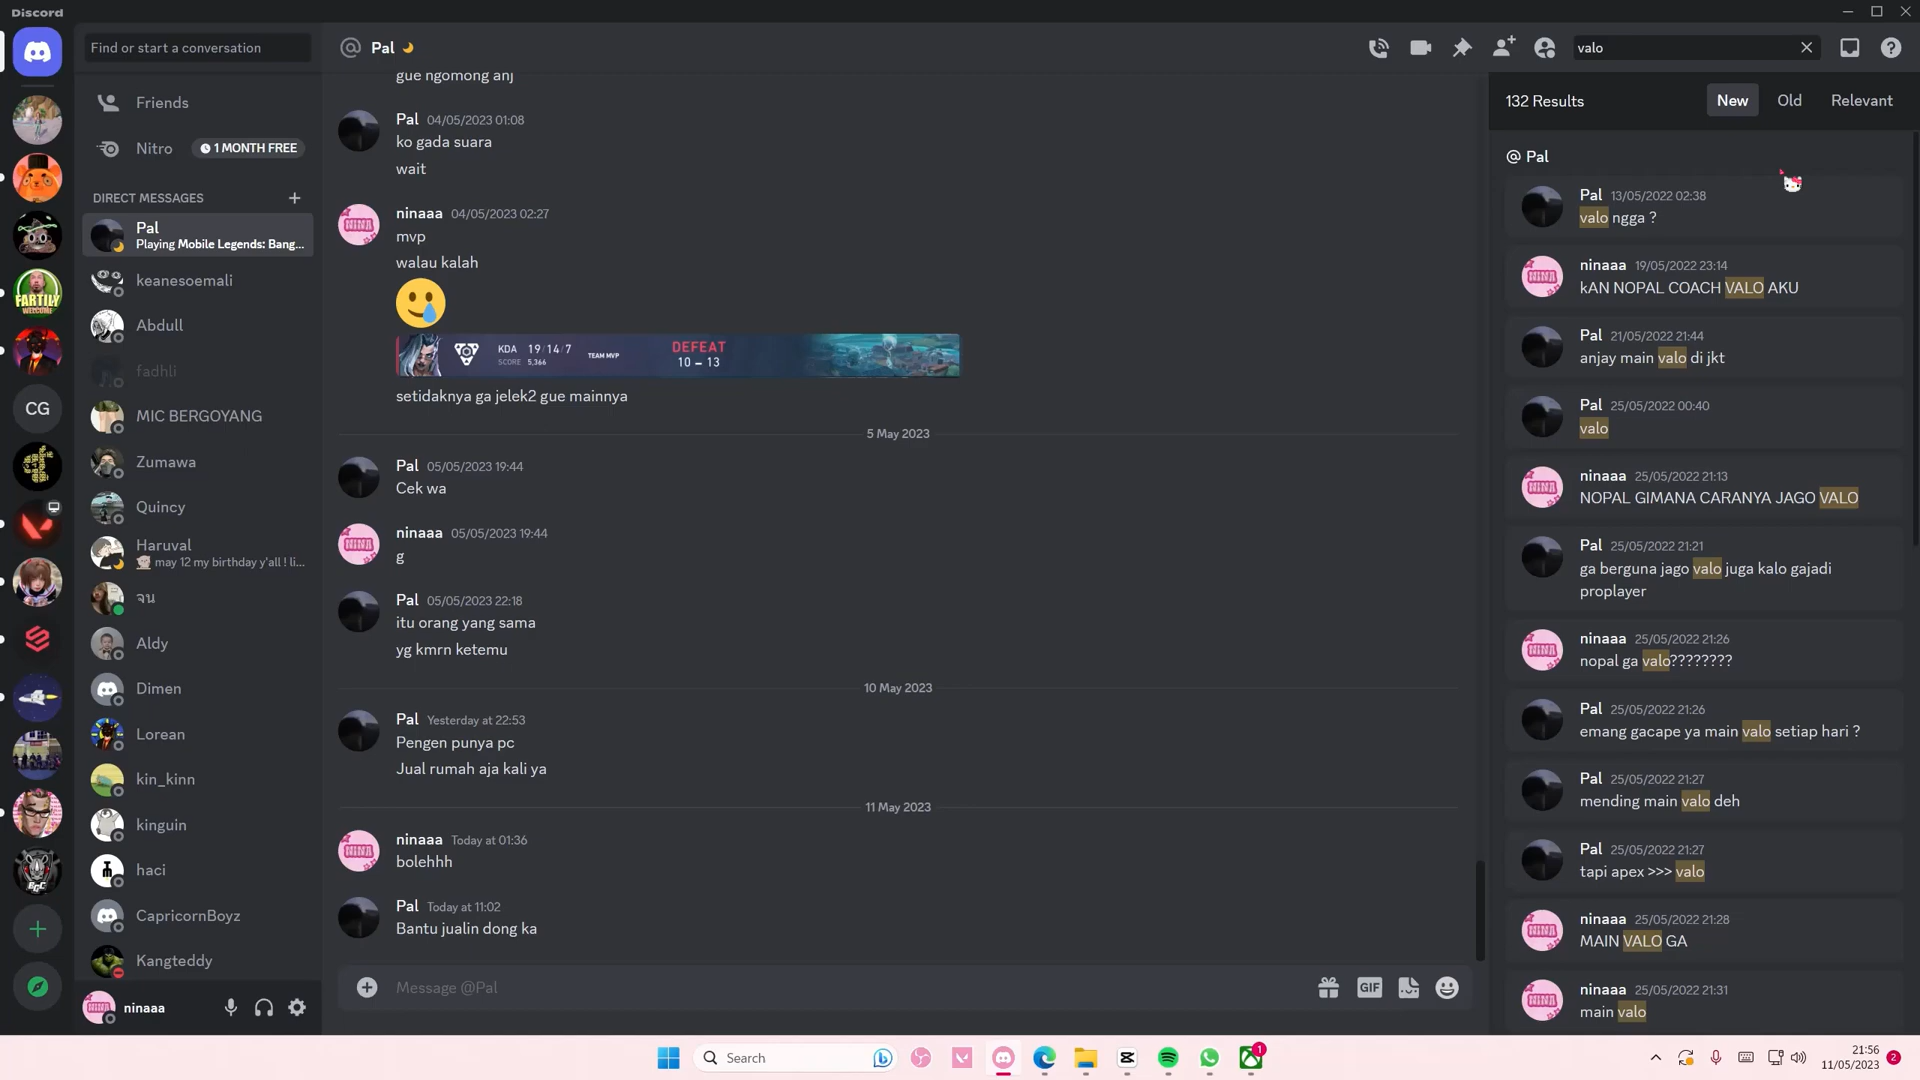 Discord
Find or start a conversation
Friends
Nitro
1 MONTH FREE
DIRECT MESSAGES
Pal
Playing Mobile Legends: Bang...
keanesoemali
Abdull
fadhli
MIC BERGOYANG
Zumawa
Quincy
Haruval
may 12 my birthday y'all ! li...
จน
Aldy
Dimen
Lorean
kin_kinn
kinguin
haci
CapricornBoyz
Kangteddy
ninaaa
FARTILY
WELCOME
CG
Pal
gue ngomong anj
Pal 04/05/2023 01:08
ko gada suara
wait
ninaaa 04/05/2023 02:27
mvp
walau kalah
KDA 19/14/7
SCORE 5,366
TEAM MVP
DEFEAT
10 – 13
setidaknya ga jelek2 gue mainnya
5 May 2023
Pal 05/05/2023 19:44
Cek wa
ninaaa 05/05/2023 19:44
g
Pal 05/05/2023 22:18
itu orang yang sama
yg kmrn ketemu
10 May 2023
Pal Yesterday at 22:53
Pengen punya pc
Jual rumah aja kali ya
11 May 2023
ninaaa Today at 01:36
bolehhh
Pal Today at 11:02
Bantu jualin dong ka
Message @Pal
GIF
valo
132 Results
New
Old
Relevant
@ Pal
Pal 13/05/2022 02:38
valo ngga ?
ninaaa 19/05/2022 23:14
kAN NOPAL COACH VALO AKU
Pal 21/05/2022 21:44
anjay main valo di jkt
Pal 25/05/2022 00:40
valo
ninaaa 25/05/2022 21:13
NOPAL GIMANA CARANYA JAGO VALO
Pal 25/05/2022 21:21
ga berguna jago valo juga kalo gajadi
proplayer
ninaaa 25/05/2022 21:26
nopal ga valo????????
Pal 25/05/2022 21:26
emang gacape ya main valo setiap hari ?
Pal 25/05/2022 21:27
mending main valo deh
Pal 25/05/2022 21:27
tapi apex >>> valo
ninaaa 25/05/2022 21:28
MAIN VALO GA
ninaaa 25/05/2022 21:31
main valo
Search
1
21:56
11/05/2023
2